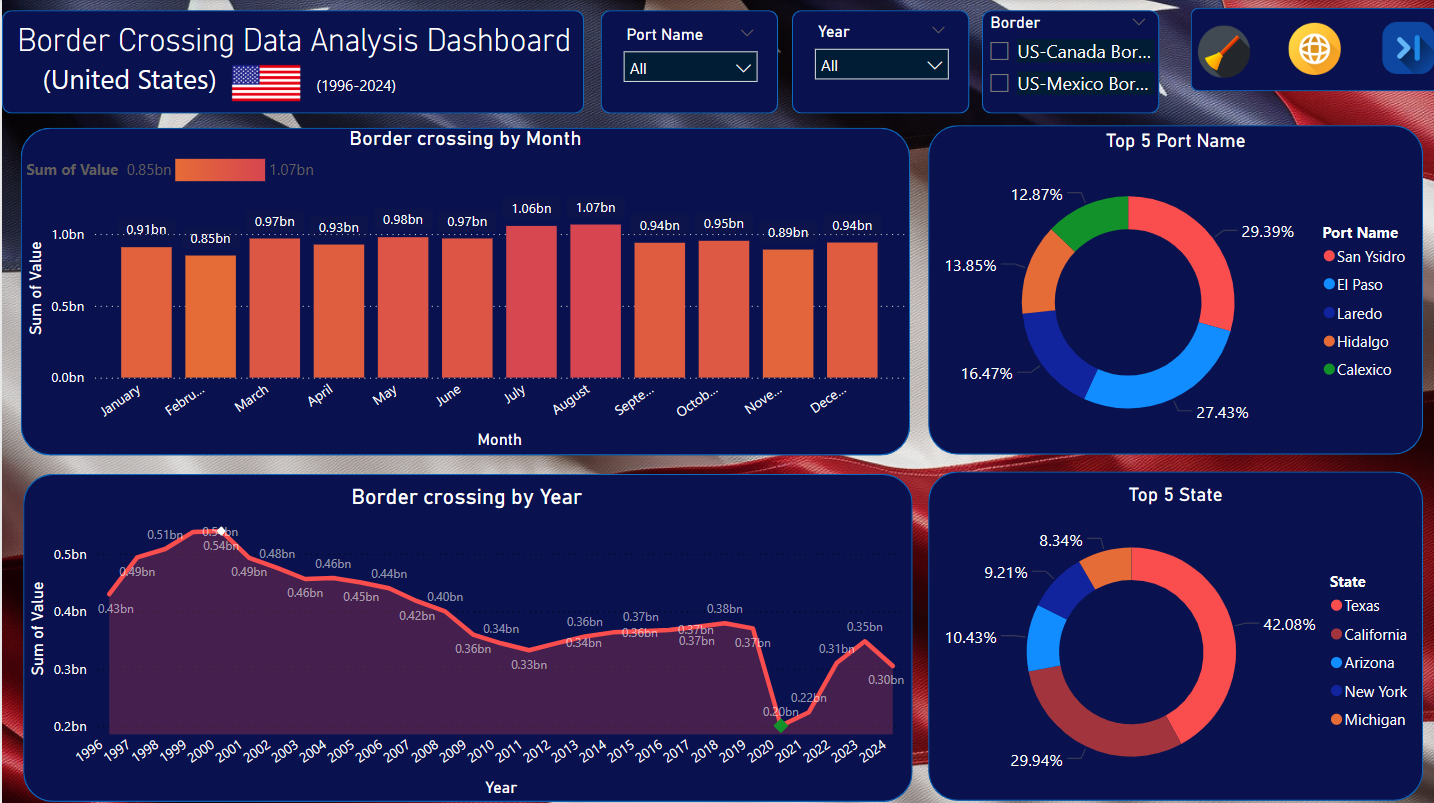 Border Crossing Data Analysis Dashboard
(United States)
(1996-2024)
Port Name
All
Year
All
Border
US-Canada Bor...
US-Mexico Bor...
Border crossing by Month
Sum of Value 0.85bn 1.07bn
Sum of Value
1.0bn
0.5bn
0.0bn
0.91bn
0.85bn
0.97bn
0.93bn
0.98bn
0.97bn
1.06bn
1.07bn
0.94bn
0.95bn
0.89bn
0.94bn
January
Febru...
March
April
May
June
July
August
Septe...
Octob...
Nove...
Dece...
Month
Top 5 Port Name
12.87%
29.39%
13.85%
16.47%
27.43%
Port Name
San Ysidro
El Paso
Laredo
Hidalgo
Calexico
Border crossing by Year
Sum of Value
0.5bn
0.4bn
0.3bn
0.2bn
0.43bn
0.49bn
0.51bn
0.54bn
0.49bn
0.48bn
0.46bn
0.46bn
0.45bn
0.44bn
0.42bn
0.40bn
0.36bn
0.34bn
0.33bn
0.34bn
0.36bn
0.36bn
0.37bn
0.37bn
0.37bn
0.38bn
0.37bn
0.20bn
0.22bn
0.31bn
0.35bn
0.30bn
1996
1997
1998
1999
2000
2001
2002
2003
2004
2005
2006
2007
2008
2009
2010
2011
2012
2013
2014
2015
2016
2017
2018
2019
2020
2021
2022
2023
2024
Year
Top 5 State
8.34%
9.21%
10.43%
42.08%
29.94%
State
Texas
California
Arizona
New York
Michigan